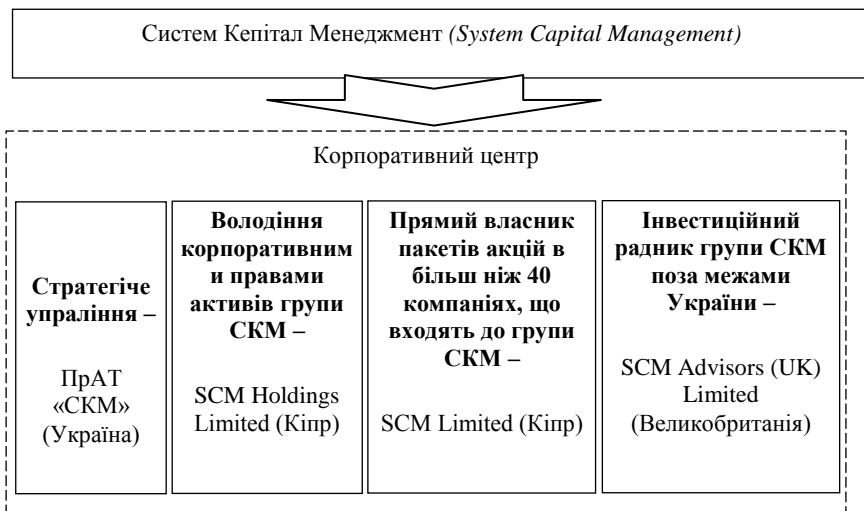 Систем Кепітал Менеджмент (System Capital Management)
Корпоративний центр
Стратегіче
упраління –
ПрАТ
«СКМ»
(Україна)
Володіння
корпоративним
и правами
активів групи
СКМ –
SCM Holdings
Limited (Кіпр)
Прямий власник
пакетів акцій в
більш ніж 40
компаніях, що
входять до групи
СКМ –
SCM Limited (Кіпр)
Інвестиційний
радник групи СКМ
поза межами
України –
SCM Advisors (UK)
Limited
(Великобританія)